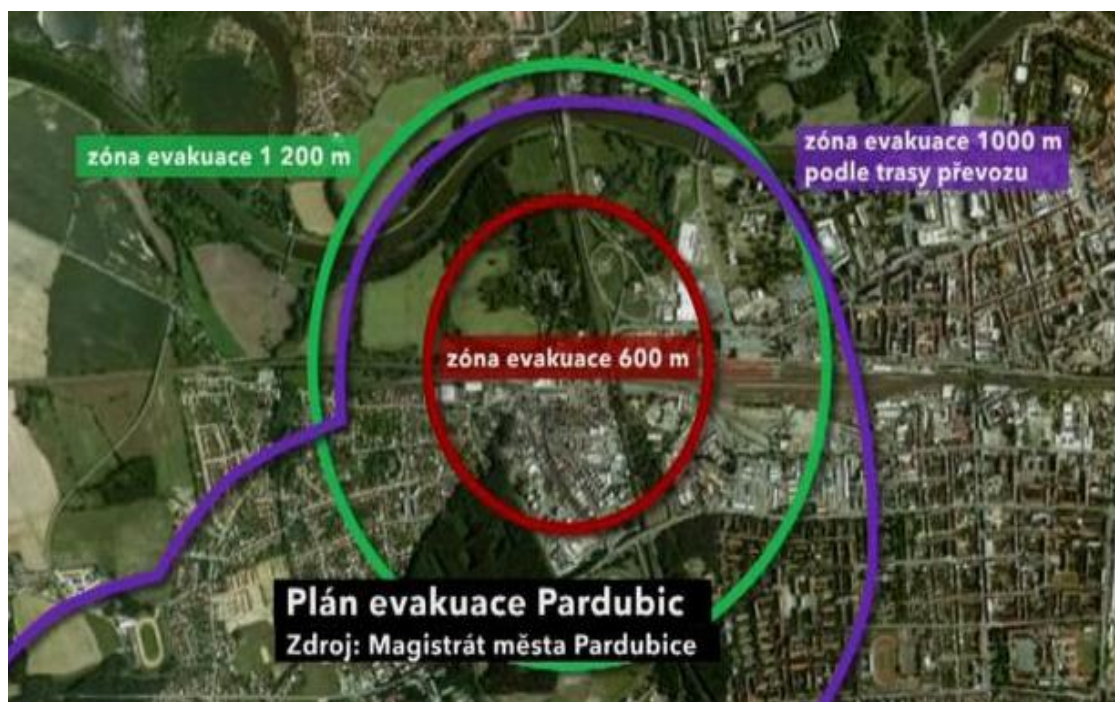 zóna evakuace 1 200 m
zóna evakuace 1000 m
podle trasy převozu
zóna evakuace 600 m
Plán evakuace Pardubic
Zdroj: Magistrát města Pardubice